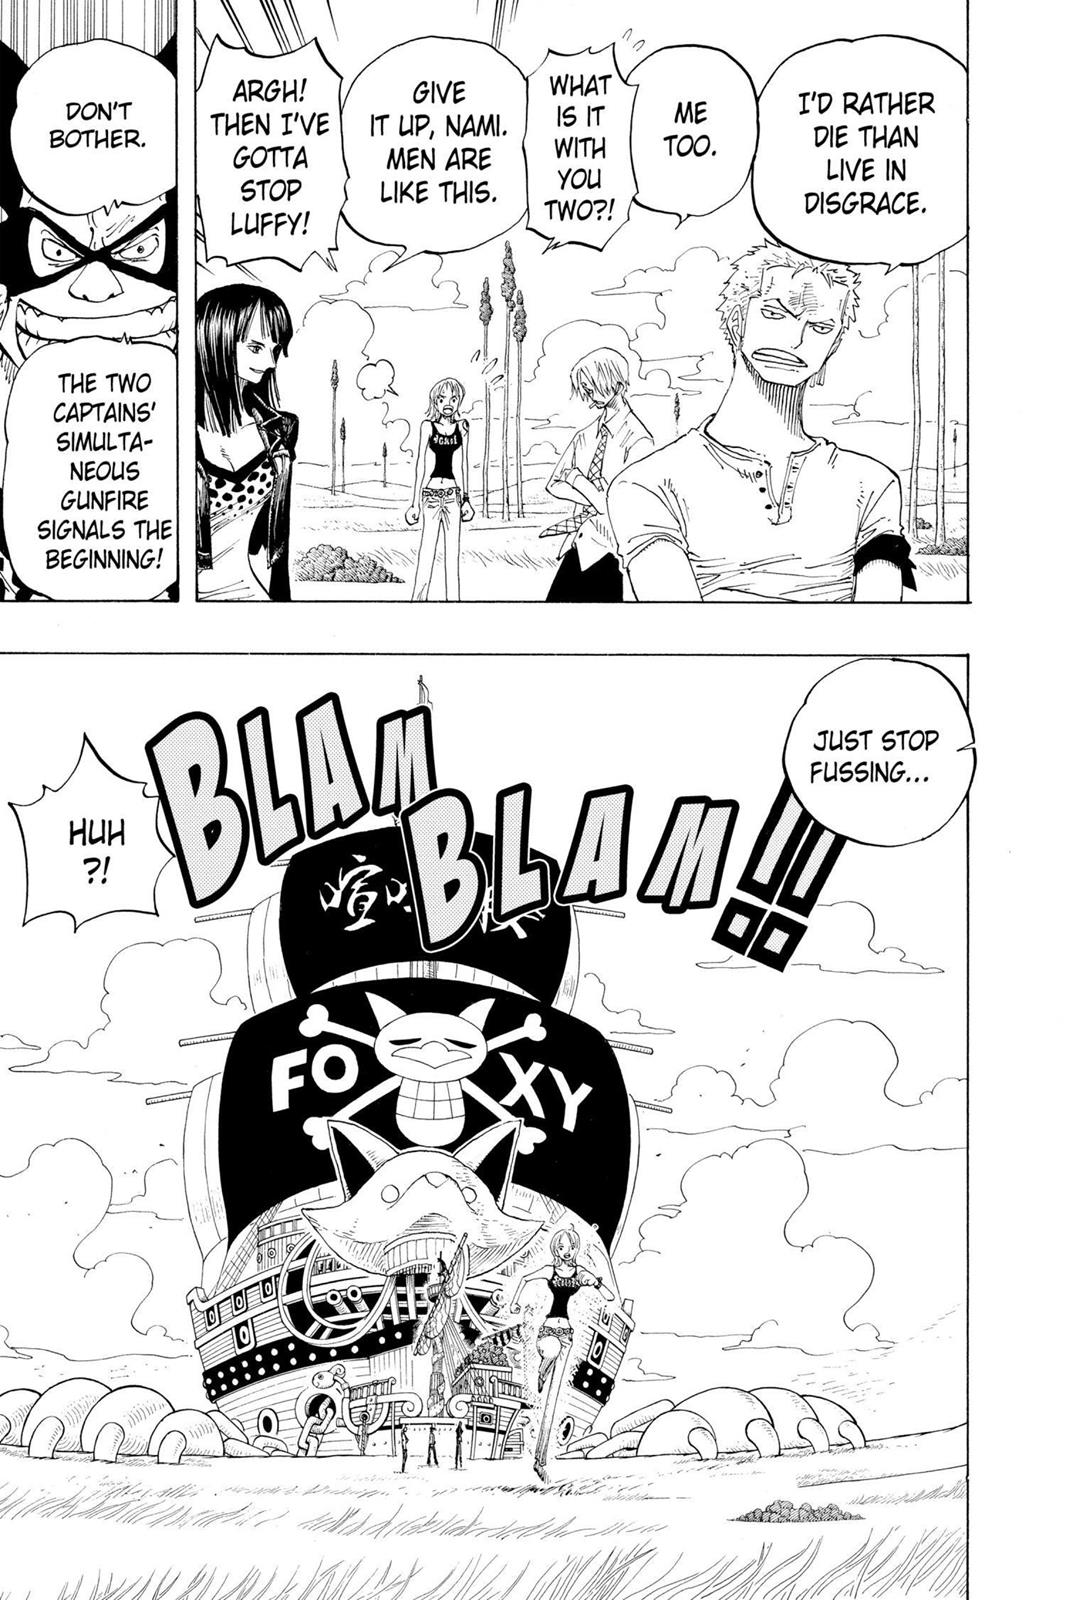 I'D RATHER
DIE THAN
LIVE IN
DISGRACE.
ME
TOO.
WHAT
IS IT
WITH
YOU
TWO?!
GIVE
IT UP, NAMI.
MEN ARE
LIKE THIS.
ARGH!
THEN I'VE
GOTTA
STOP
LUFFY!
DON'T
BOTHER.
THE TWO
CAPTAINS'
SIMULTA-
NEOUS
GUNFIRE
SIGNALS THE
BEGINNING!
JUST STOP
FUSSING...
BLAM
BLAM!!
HUH
?!
喧
FOXY